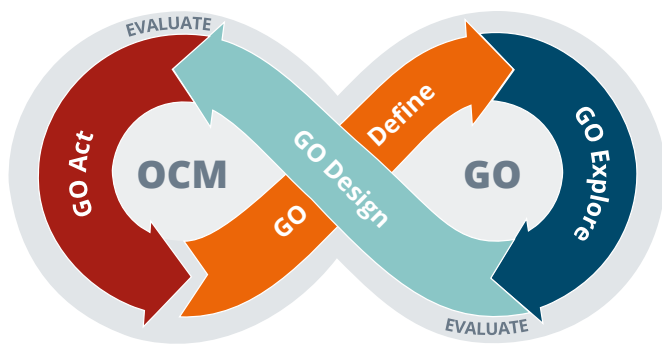 EVALUATE
GO Act
OCM
GO Define
GO Design
GO
GO Explore
EVALUATE